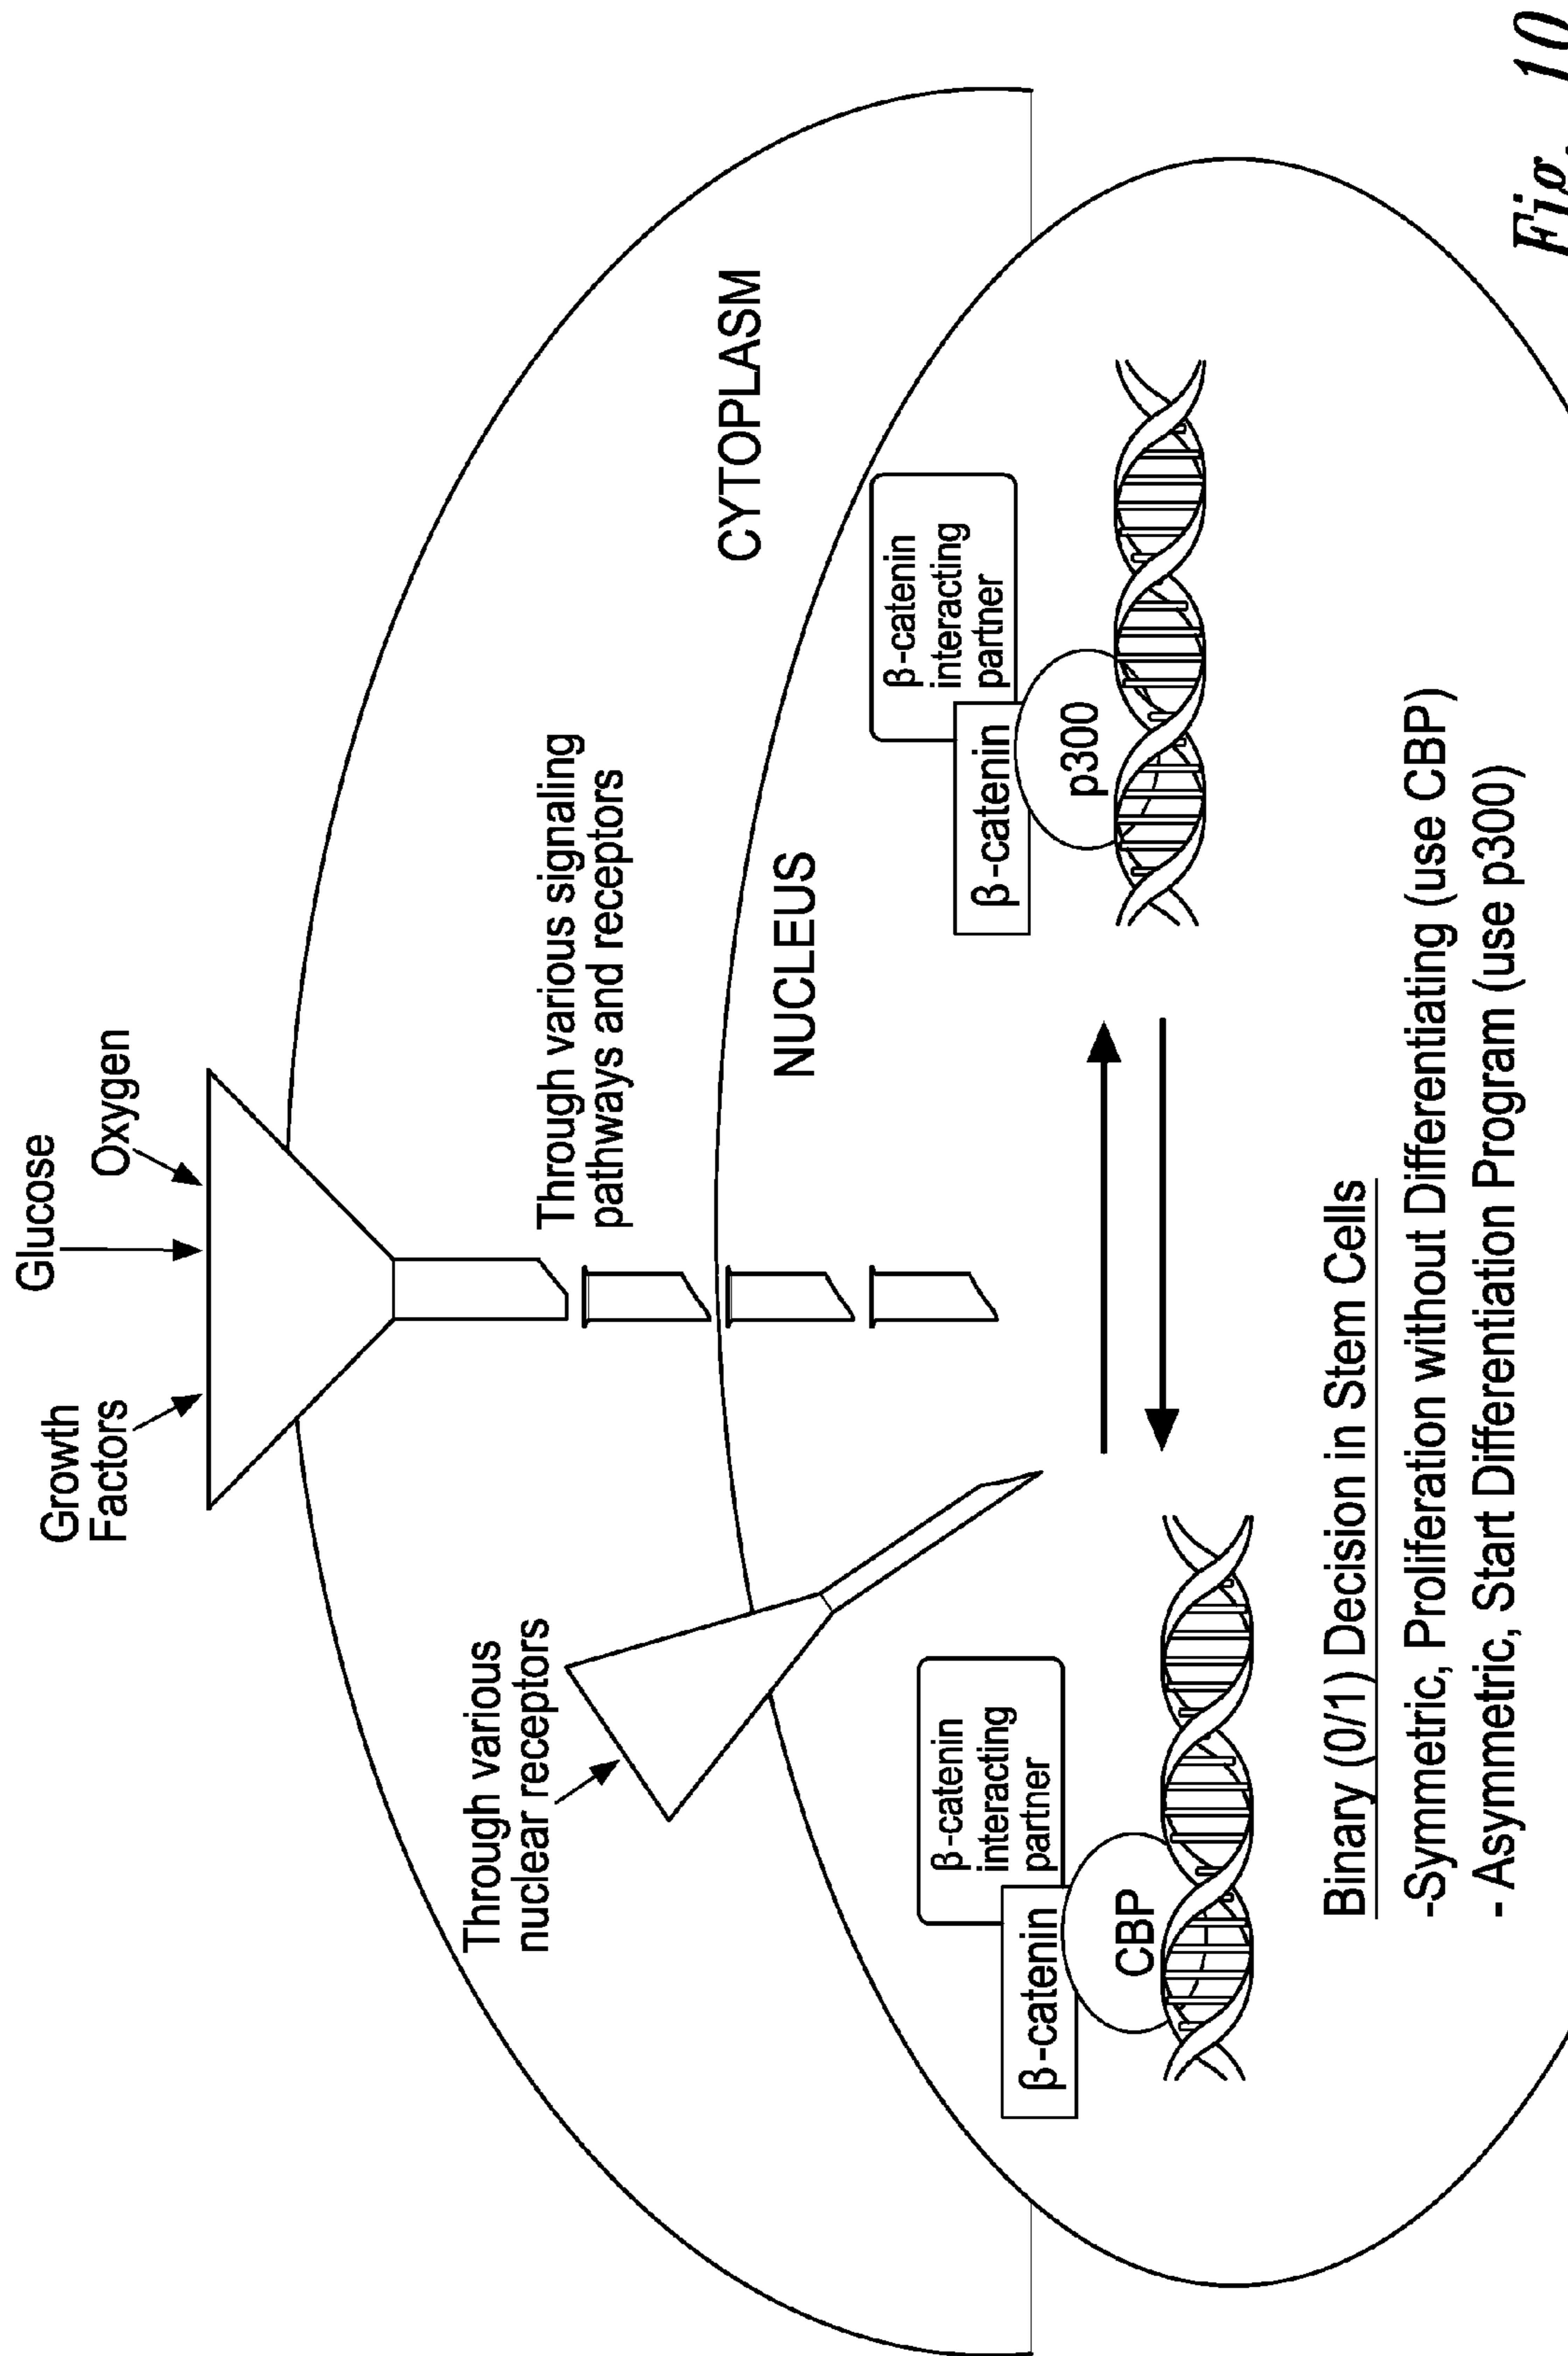 Growth
Factors
Glucose
Oxygen
Through various signaling
pathways and receptors
CYTOPLASM
Through various
nuclear receptors
NUCLEUS
β-catenin
interacting
partner
β-catenin
CBP
β-catenin
interacting
partner
β-catenin
p300
Binary (0/1) Decision in Stem Cells
-Symmetric, Proliferation without Differentiating (use CBP)
- Asymmetric, Start Differentiation Program (use p300)
Fig. 10